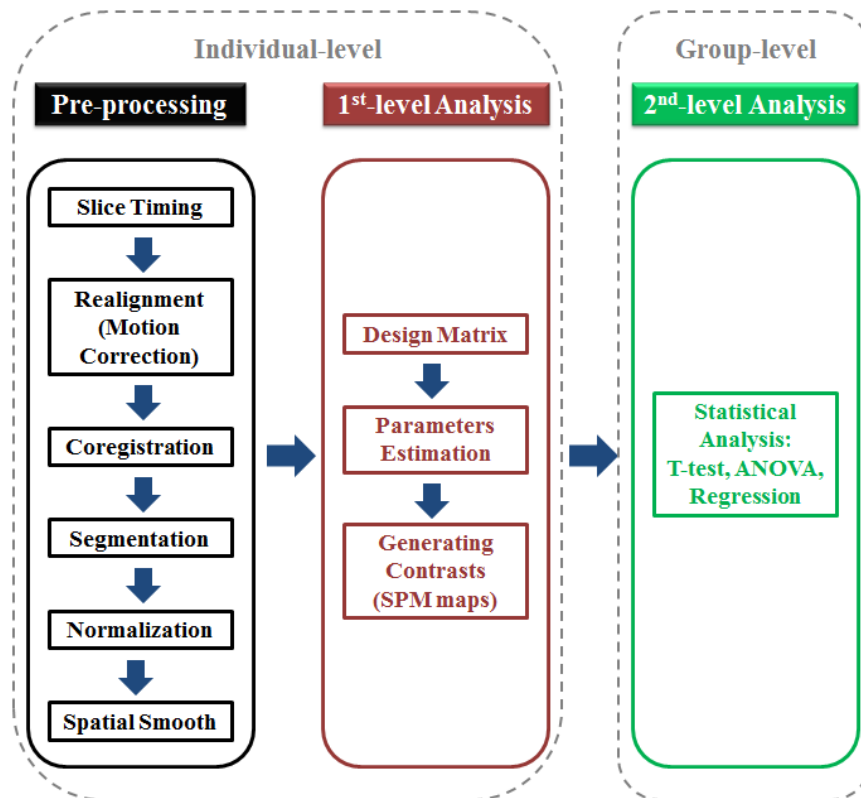 Individual-level
Group-level
Pre-processing
1st-level Analysis
2nd-level Analysis
Slice Timing
Realignment
(Motion
Correction)
Coregistration
Segmentation
Normalization
Spatial Smooth
Design Matrix
Parameters
Estimation
Generating
Contrasts
(SPM maps)
Statistical
Analysis:
T-test, ANOVA,
Regression